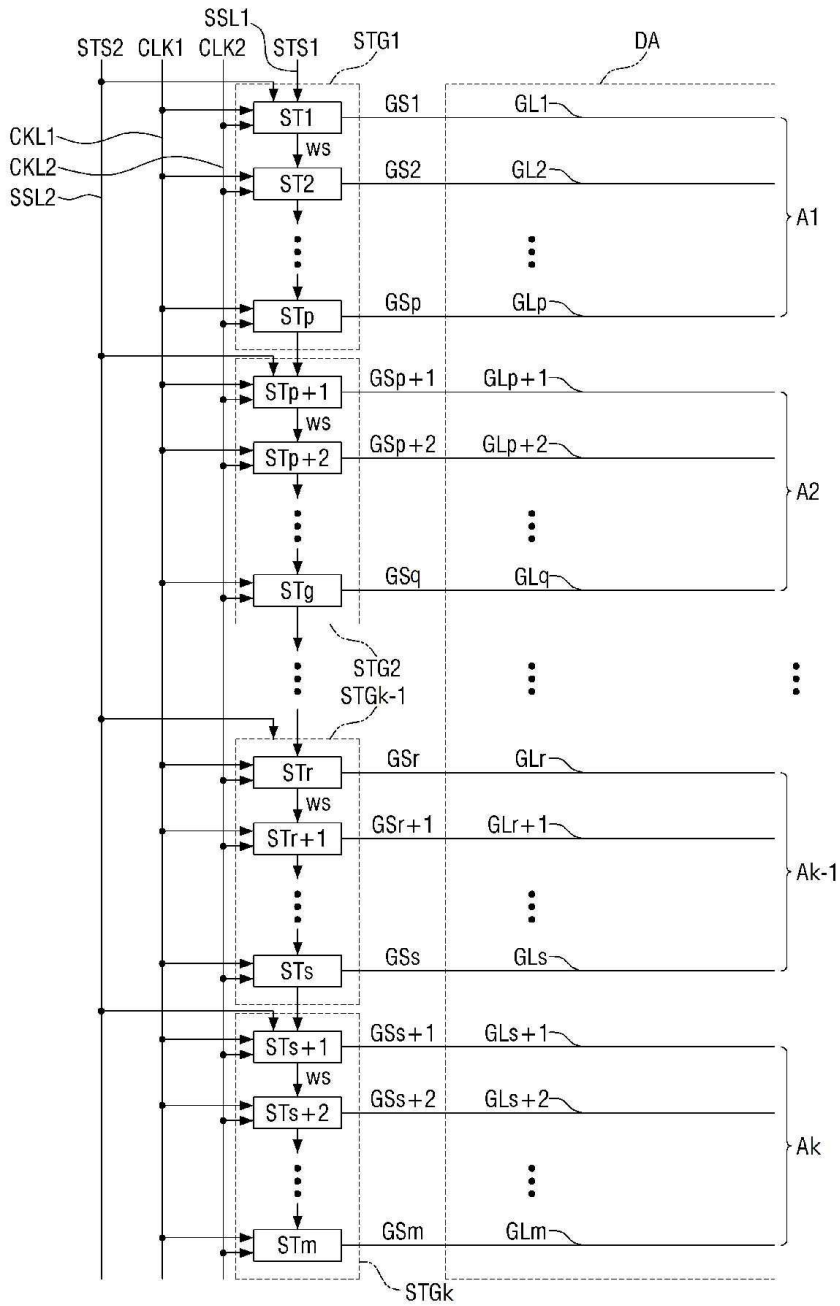 SSL1
STS2 CLK1 CLK2 STS1 STG1 DA
ST1 GS1 GL1
CKL1 ws
CKL2
ST2 GS2 GL2
SSL2 A1
STp GSp GLp
STp+1 GSp+1 GLp+1
ws
STp+2 GSp+2 GLp+2
A2
STg GSq GLq
STG2
STGk-1
STr GSr GLr
ws
STr+1 GSr+1 GLr+1
Ak-1
STs GSs GLs
STs+1 GSs+1 GLs+1
ws
STs+2 GSs+2 GLs+2
Ak
STm GSm GLm
STGk